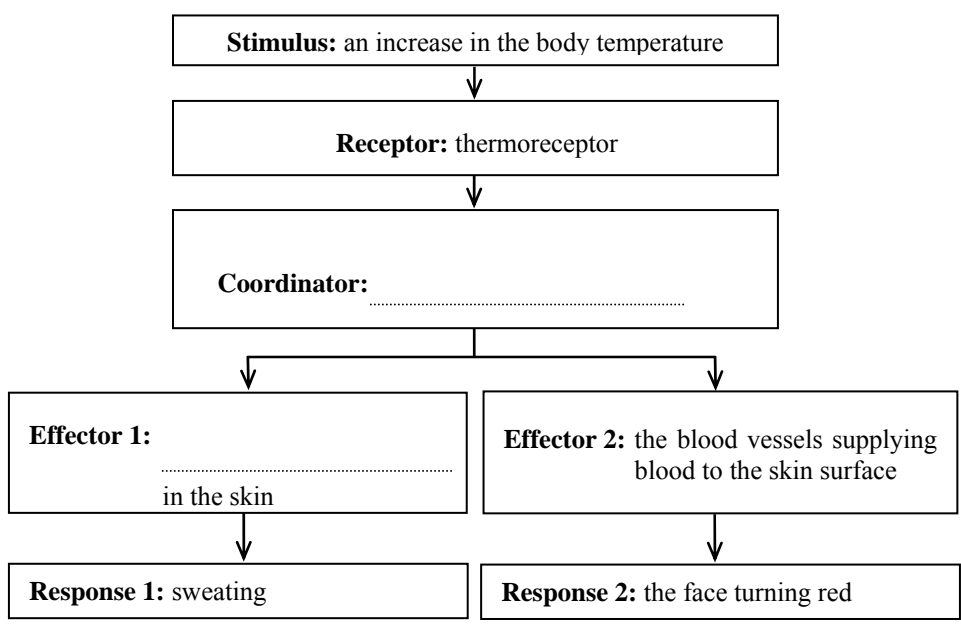 Stimulus: an increase in the body temperature
Receptor: thermoreceptor
Coordinator:
Effector 1:
in the skin
Effector 2: the blood vessels supplying
blood to the skin surface
Response 1: sweating
Response 2: the face turning red